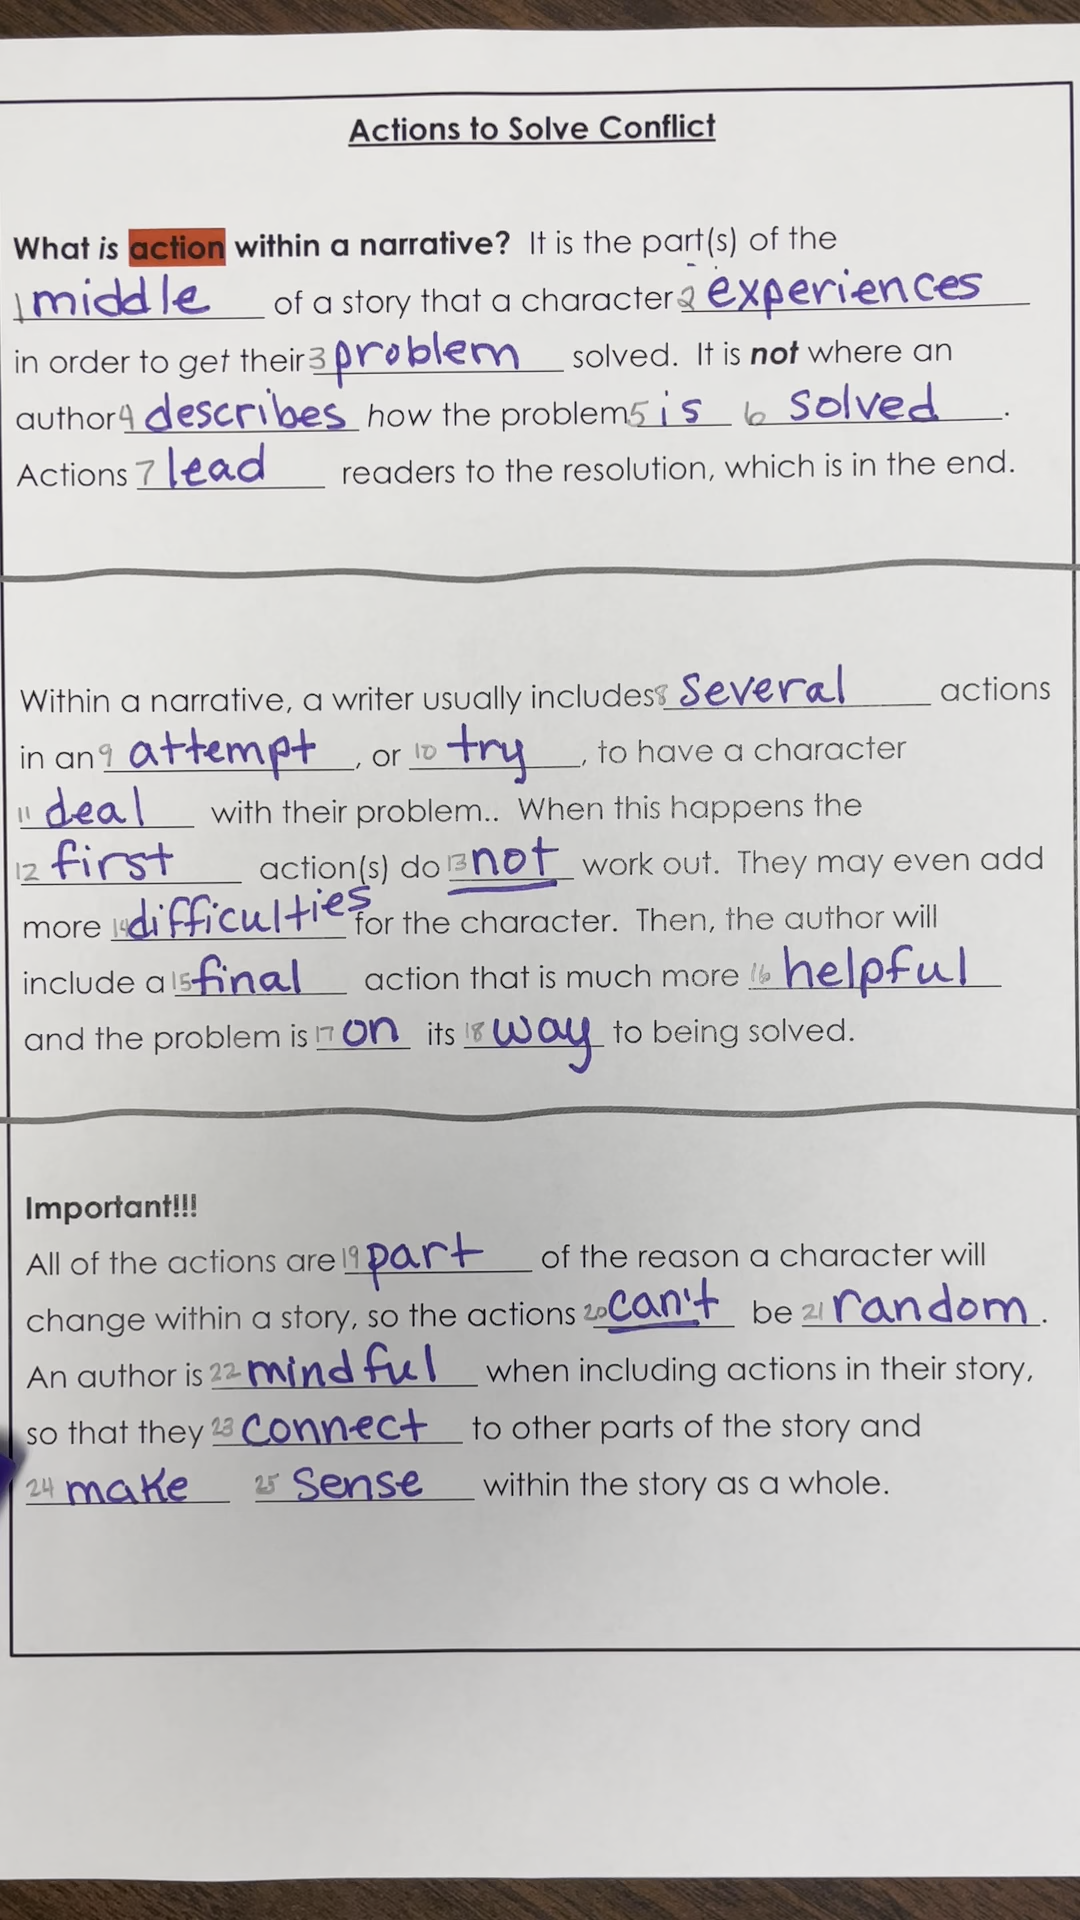 Actions to Solve Conflict
What is action within a narrative? It is the part(s) of the
1 middle of a story that a character 2 experiences
in order to get their 3 problem solved. It is not where an
author 4 describes how the problem 5 is 6 solved.
Actions 7 lead readers to the resolution, which is in the end.
Within a narrative, a writer usually includes 8 several actions
in an 9 attempt, or 10 try, to have a character
11 deal with their problem.. When this happens the
12 first action(s) do 13 not work out. They may even add
more 14 difficulties for the character. Then, the author will
include a 15 final action that is much more 16 helpful
and the problem is 17 on its 18 way to being solved.
Important!!!
All of the actions are 19 part of the reason a character will
change within a story, so the actions 20 can't be 21 random.
An author is 22 mindful when including actions in their story,
so that they 23 connect to other parts of the story and
24 make 25 sense within the story as a whole.